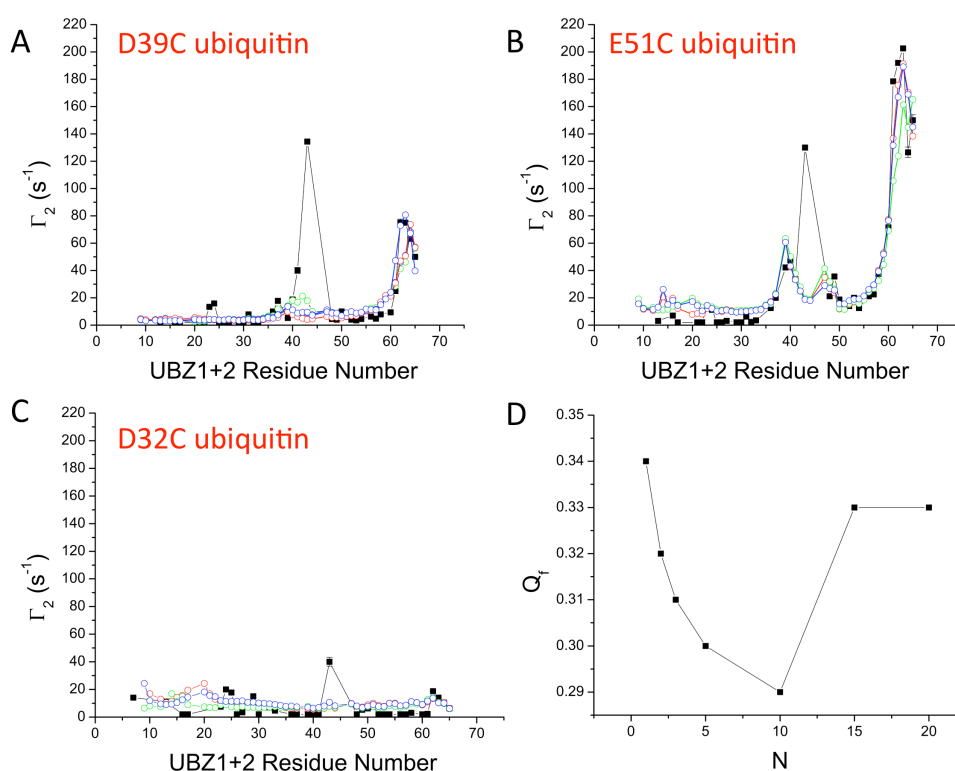 A
D39C ubiquitin
220
200
180
160
140
120
100
80
60
40
20
0
Γ2 (s-1)
0 10 20 30 40 50 60 70
UBZ1+2 Residue Number
B
E51C ubiquitin
220
200
180
160
140
120
100
80
60
40
20
0
Γ2 (s-1)
0 10 20 30 40 50 60 70
UBZ1+2 Residue Number
C
D32C ubiquitin
220
200
180
160
140
120
100
80
60
40
20
0
Γ2 (s-1)
0 10 20 30 40 50 60 70
UBZ1+2 Residue Number
D
0.35
0.34
0.33
0.32
0.31
0.30
0.29
Qf
0 5 10 15 20
N